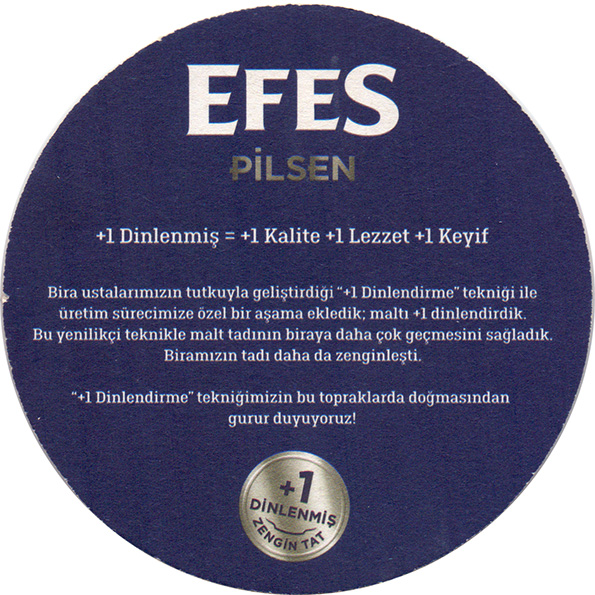 EFES
PİLSEN
+1 Dinlenmiş = +1 Kalite +1 Lezzet +1 Keyif
Bira ustalarımızın tutkuyla geliştirdiği “+1 Dinlendirme” tekniği ile
üretim sürecimize özel bir aşama ekledik; maltı +1 dinlendirdik.
Bu yenilikçi teknikle malt tadının biraya daha çok geçmesini sağladık.
Biramızın tadı daha da zenginleşti.
“+1 Dinlendirme” tekniğimizin bu topraklarda doğmasından
gurur duyuyoruz!
+1
DİNLENMİŞ
ZENGİN TAT